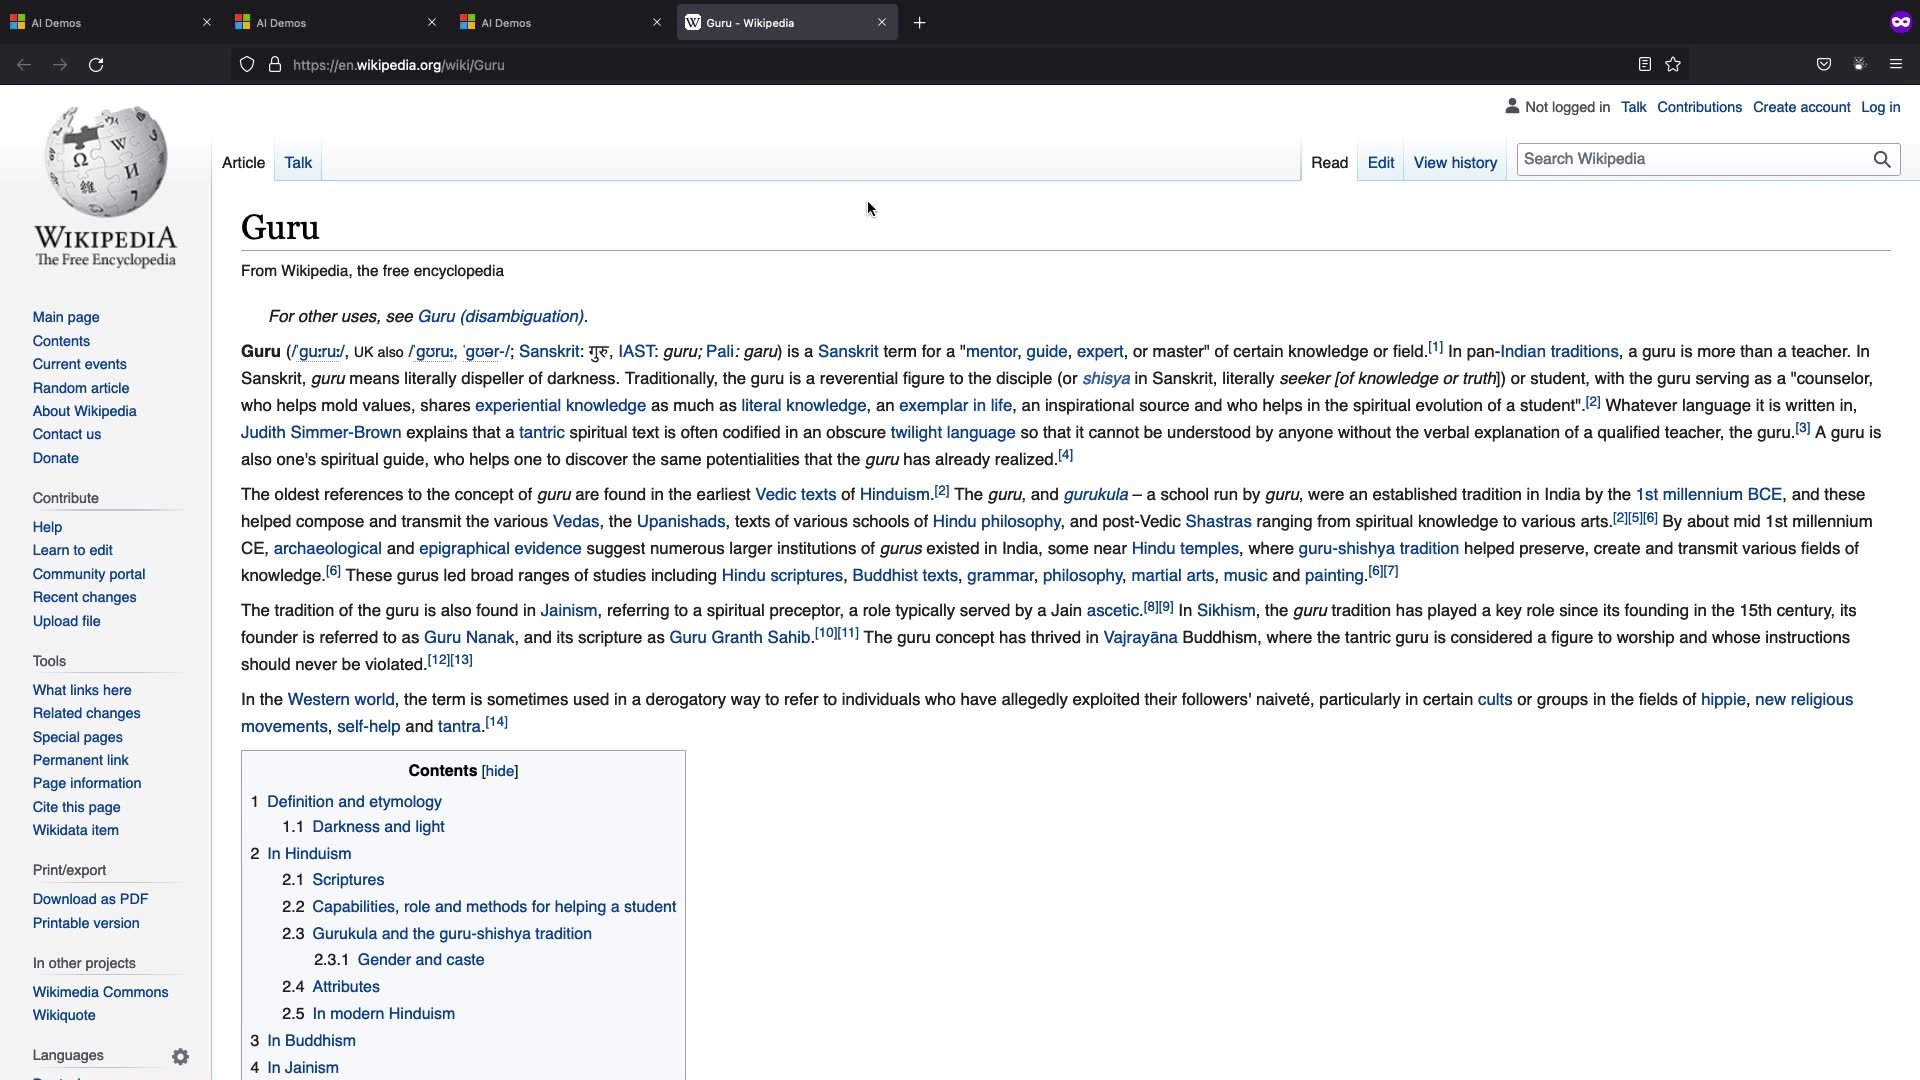 AI Demos
AI Demos
AI Demos
Guru - Wikipedia
https://en.wikipedia.org/wiki/Guru
Not logged in Talk Contributions Create account Log in
Article Talk
Read Edit View history Search Wikipedia
WIKIPEDIA
The Free Encyclopedia
Main page
Contents
Current events
Random article
About Wikipedia
Contact us
Donate
Contribute
Help
Learn to edit
Community portal
Recent changes
Upload file
Tools
What links here
Related changes
Special pages
Permanent link
Page information
Cite this page
Wikidata item
Print/export
Download as PDF
Printable version
In other projects
Wikimedia Commons
Wikiquote
Languages
Guru
From Wikipedia, the free encyclopedia
For other uses, see Guru (disambiguation).
Guru (/ˈɡuːruː/, UK also /ˈɡʊruː, ˈɡʊər-/; Sanskrit: गुरु, IAST: guru; Pali: garu) is a Sanskrit term for a "mentor, guide, expert, or master" of certain knowledge or field.[1] In pan-Indian traditions, a guru is more than a teacher. In
Sanskrit, guru means literally dispeller of darkness. Traditionally, the guru is a reverential figure to the disciple (or shisya in Sanskrit, literally seeker [of knowledge or truth]) or student, with the guru serving as a "counselor,
who helps mold values, shares experiential knowledge as much as literal knowledge, an exemplar in life, an inspirational source and who helps in the spiritual evolution of a student".[2] Whatever language it is written in,
Judith Simmer-Brown explains that a tantric spiritual text is often codified in an obscure twilight language so that it cannot be understood by anyone without the verbal explanation of a qualified teacher, the guru.[3] A guru is
also one's spiritual guide, who helps one to discover the same potentialities that the guru has already realized.[4]
The oldest references to the concept of guru are found in the earliest Vedic texts of Hinduism.[2] The guru, and gurukula – a school run by guru, were an established tradition in India by the 1st millennium BCE, and these
helped compose and transmit the various Vedas, the Upanishads, texts of various schools of Hindu philosophy, and post-Vedic Shastras ranging from spiritual knowledge to various arts.[2][5][6] By about mid 1st millennium
CE, archaeological and epigraphical evidence suggest numerous larger institutions of gurus existed in India, some near Hindu temples, where guru-shishya tradition helped preserve, create and transmit various fields of
knowledge.[6] These gurus led broad ranges of studies including Hindu scriptures, Buddhist texts, grammar, philosophy, martial arts, music and painting.[6][7]
The tradition of the guru is also found in Jainism, referring to a spiritual preceptor, a role typically served by a Jain ascetic.[8][9] In Sikhism, the guru tradition has played a key role since its founding in the 15th century, its
founder is referred to as Guru Nanak, and its scripture as Guru Granth Sahib.[10][11] The guru concept has thrived in Vajrayāna Buddhism, where the tantric guru is considered a figure to worship and whose instructions
should never be violated.[12][13]
In the Western world, the term is sometimes used in a derogatory way to refer to individuals who have allegedly exploited their followers' naiveté, particularly in certain cults or groups in the fields of hippie, new religious
movements, self-help and tantra.[14]
Contents [hide]
1 Definition and etymology
1.1 Darkness and light
2 In Hinduism
2.1 Scriptures
2.2 Capabilities, role and methods for helping a student
2.3 Gurukula and the guru-shishya tradition
2.3.1 Gender and caste
2.4 Attributes
2.5 In modern Hinduism
3 In Buddhism
4 In Jainism